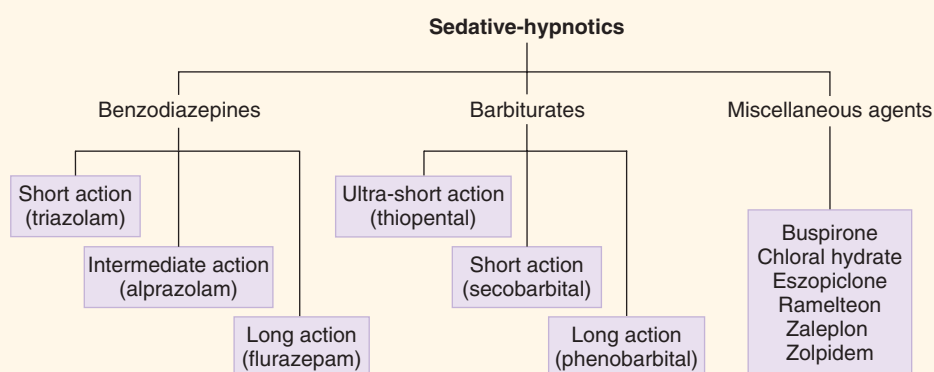 Sedative-hypnotics
Benzodiazepines
Barbiturates
Miscellaneous agents
Short action
(triazolam)
Intermediate action
(alprazolam)
Long action
(flurazepam)
Ultra-short action
(thiopental)
Short action
(secobarbital)
Long action
(phenobarbital)
Buspirone
Chloral hydrate
Eszopiclone
Ramelteon
Zaleplon
Zolpidem